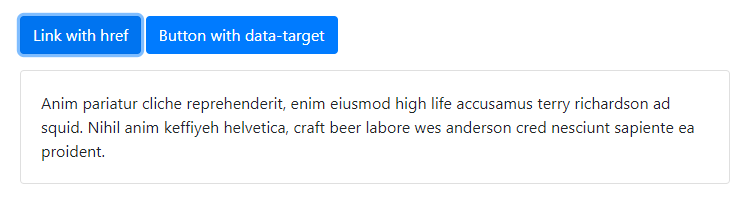 Link with href Button with data-target
Anim pariatur cliche reprehenderit, enim eiusmod high life accusamus terry richardson ad
squid. Nihil anim keffiyeh helvetica, craft beer labore wes anderson cred nesciunt sapiente ea
proident.